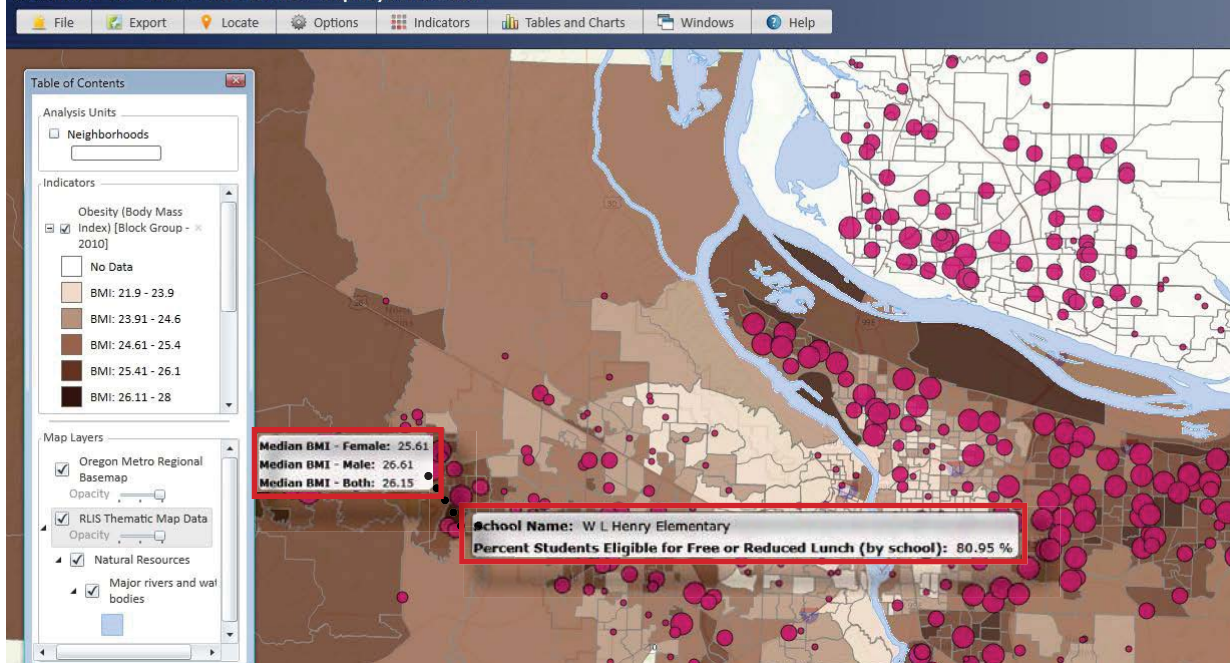 File Export Locate Options Indicators Tables and Charts Windows Help
Table of Contents
Analysis Units
Neighborhoods
Indicators
Obesity (Body Mass
Index) [Block Group -
2010]
No Data
BMI: 21.9 - 23.9
BMI: 23.91 - 24.6
BMI: 24.61 - 25.4
BMI: 25.41 - 26.1
BMI: 26.11 - 28
Map Layers
Oregon Metro Regional
Basemap
Opacity
RLIS Thematic Map Data
Opacity
Natural Resources
Major rivers and wat
bodies
Median BMI - Female: 25.61
Median BMI - Male: 26.61
Median BMI - Both: 26.15
School Name: W L Henry Elementary
Percent Students Eligible for Free or Reduced Lunch (by school): 80.95 %